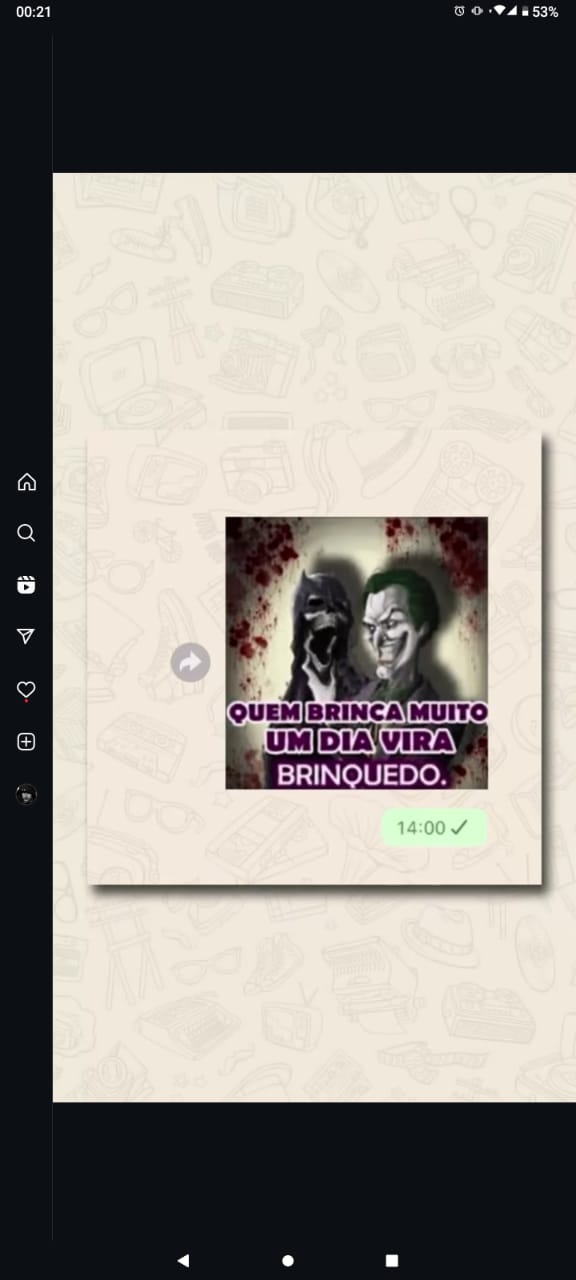 00:21
53%
QUEM BRINCA MUITO
UM DIA VIRA
BRINQUEDO.
14:00